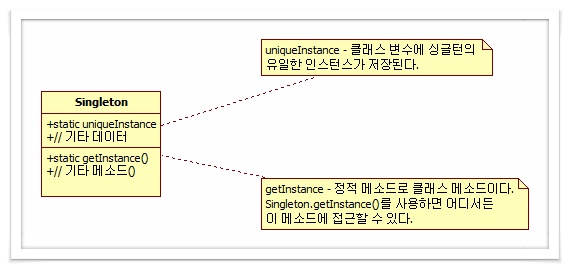 uniqueInstance - 클래스 변수에 싱글턴의
유일한 인스턴스가 저장된다.
Singleton
+static uniqueInstance
+// 기타 데이터
+static getInstance()
+// 기타 메소드()
getInstance - 정적 메소드로 클래스 메소드이다.
Singleton.getInstance()를 사용하면 어디서든
이 메소드에 접근할 수 있다.